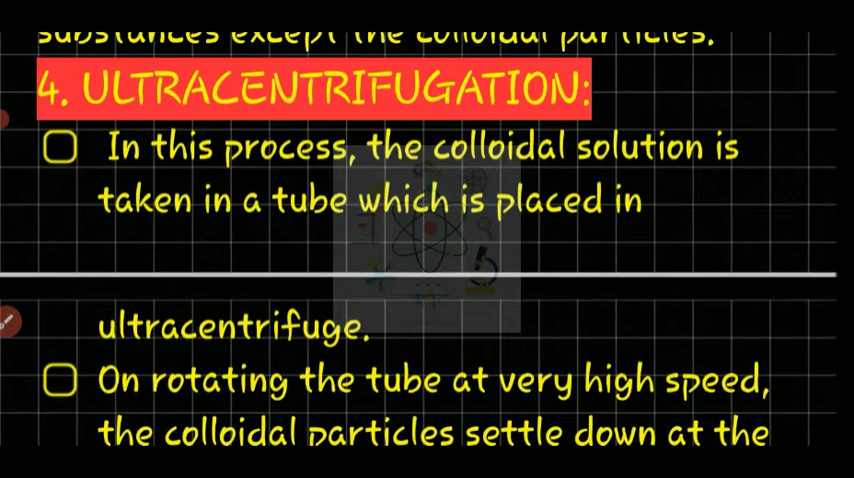 substances except the colloidal particles.
4. ULTRACENTRIFUGATION:
In this process, the colloidal solution is
taken in a tube which is placed in
ultracentrifuge.
On rotating the tube at very high speed,
the colloidal particles settle down at the